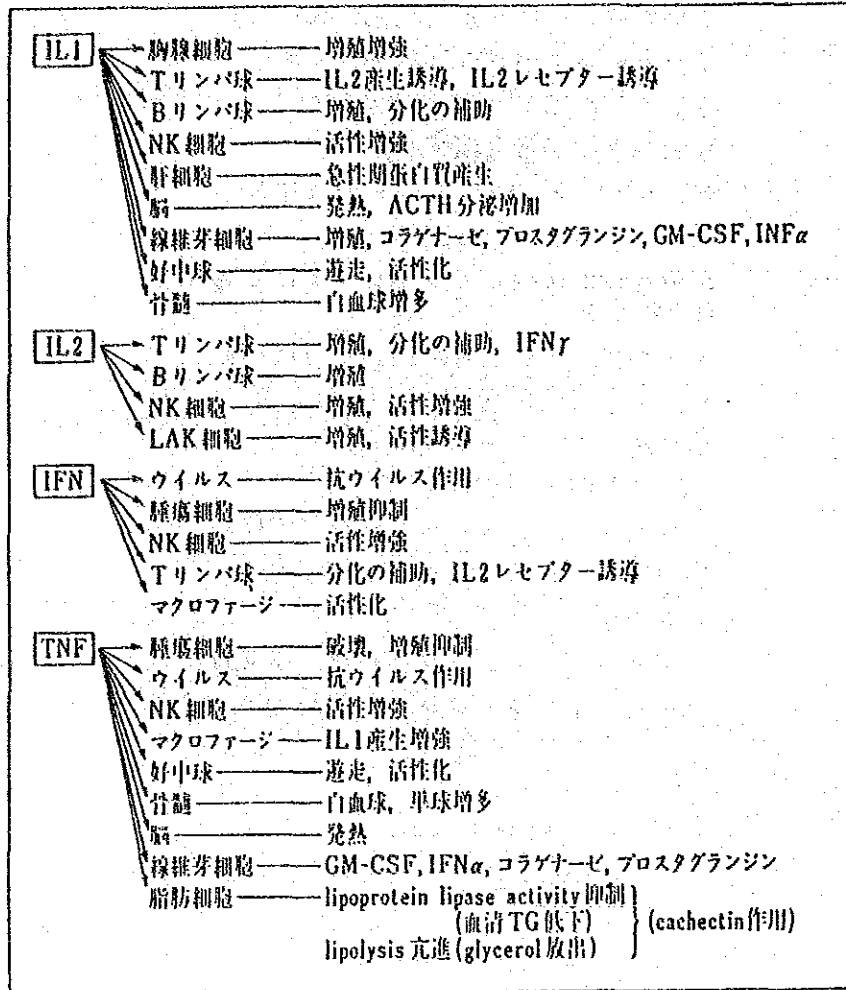 IL1 胸腺細胞 増殖増強
Tリンパ球 IL2産生誘導, IL2レセプター誘導
Bリンパ球 増殖, 分化の補助
NK細胞 活性増強
肝細胞 急性期蛋白質産生
脳 発熱, ACTH分泌増加
線維芽細胞 増殖, コラゲナーゼ, プロスタグランジン, GM-CSF, INFα
好中球 遊走, 活性化
骨髄 白血球増多
IL2 Tリンパ球 増殖, 分化の補助, IFNγ
Bリンパ球 増殖
NK細胞 増殖, 活性増強
LAK細胞 増殖, 活性誘導
IFN ウイルス 抗ウイルス作用
腫瘍細胞 増殖抑制
NK細胞 活性増強
Tリンパ球 分化の補助, IL2レセプター誘導
マクロファージ 活性化
TNF 腫瘍細胞 破壊, 増殖抑制
ウイルス 抗ウイルス作用
NK細胞 活性増強
マクロファージ IL1産生増強
好中球 遊走, 活性化
骨髄 白血球, 単球増多
脳 発熱
線維芽細胞 GM-CSF, IFNα, コラゲナーゼ, プロスタグランジン
脂肪細胞 lipoprotein lipase activity抑制
(血清TG低下) (cachectin作用)
lipolysis 亢進(glycerol放出)